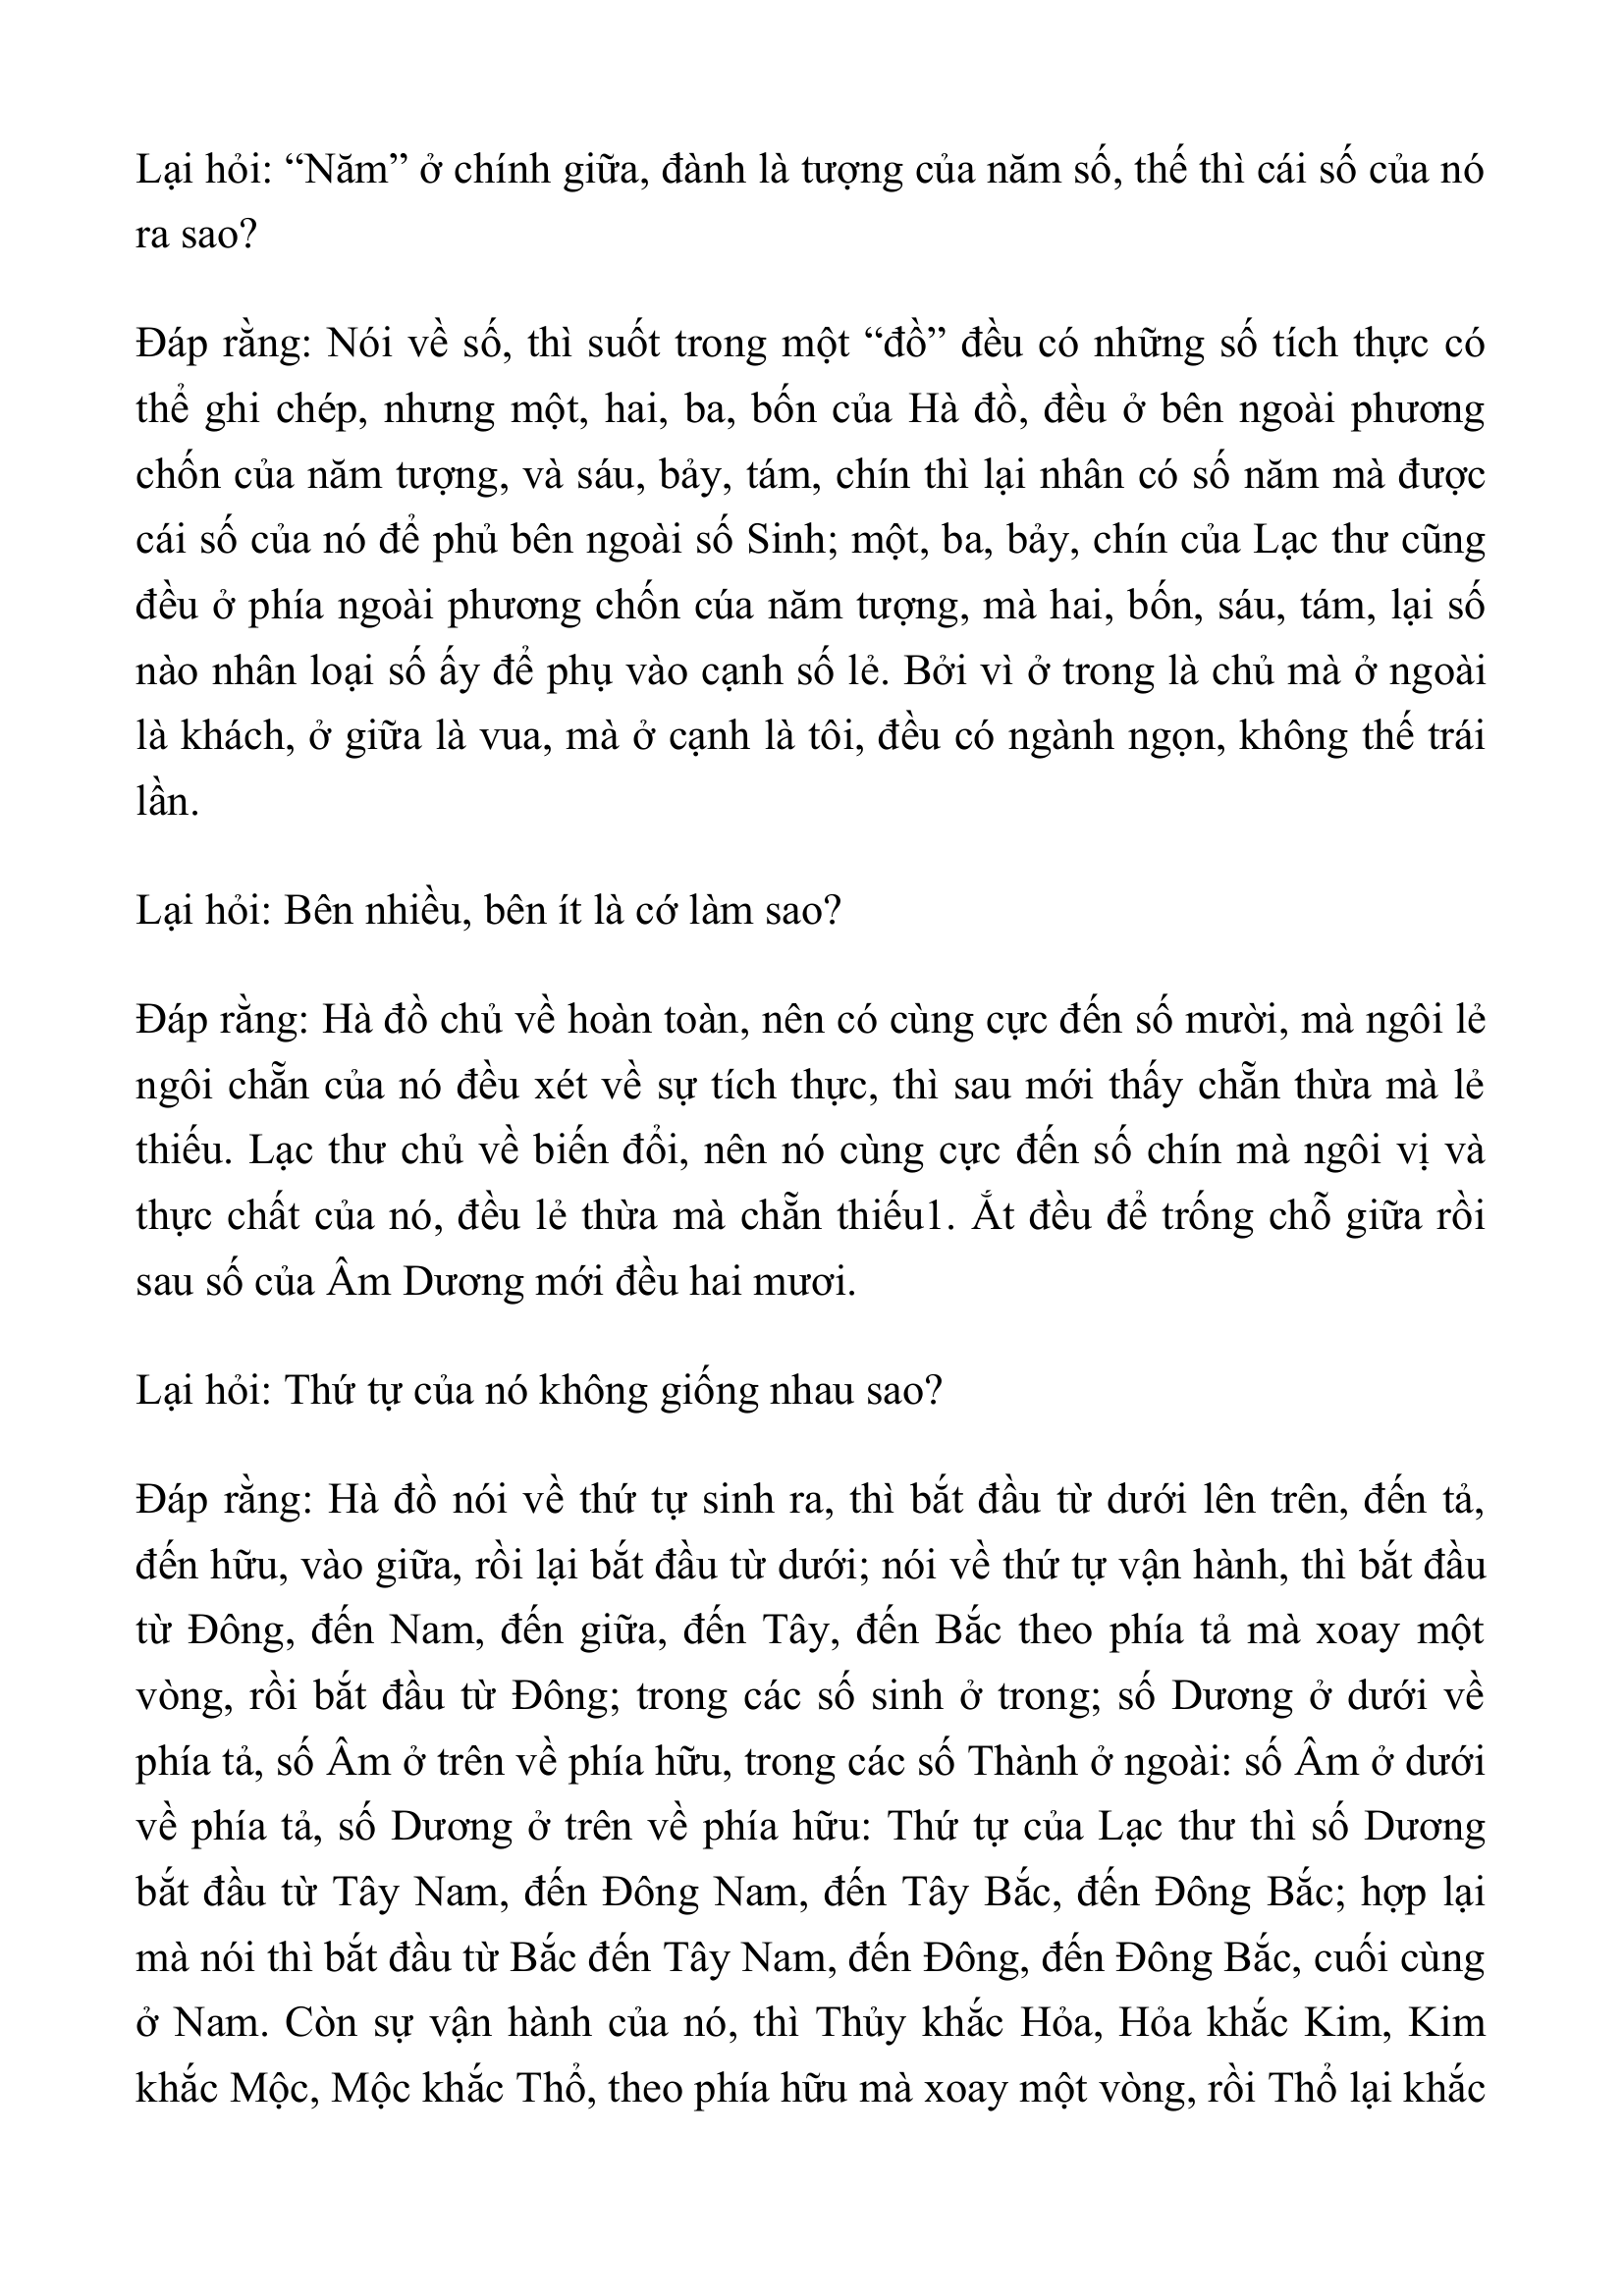 Lại hỏi: “Năm” ở chính giữa, đành là tượng của năm số, thế thì cái số của nó
ra sao?
Đáp rằng: Nói về số, thì suốt trong một “đồ” đều có những số tích thực có
thể ghi chép, nhưng một, hai, ba, bốn của Hà đồ, đều ở bên ngoài phương
chốn của năm tượng, và sáu, bảy, tám, chín thì lại nhân có số năm mà được
cái số của nó để phủ bên ngoài số Sinh; một, ba, bảy, chín của Lạc thư cũng
đều ở phía ngoài phương chốn cúa năm tượng, mà hai, bốn, sáu, tám, lại số
nào nhân loại số ấy để phụ vào cạnh số lẻ. Bởi vì ở trong là chủ mà ở ngoài
là khách, ở giữa là vua, mà ở cạnh là tôi, đều có ngành ngọn, không thế trái
lần.
Lại hỏi: Bên nhiều, bên ít là cớ làm sao?
Đáp rằng: Hà đồ chủ về hoàn toàn, nên có cùng cực đến số mười, mà ngôi lẻ
ngôi chẵn của nó đều xét về sự tích thực, thì sau mới thấy chẵn thừa mà lẻ
thiếu. Lạc thư chủ về biến đổi, nên nó cùng cực đến số chín mà ngôi vị và
thực chất của nó, đều lẻ thừa mà chẵn thiếu1. Ắt đều để trống chỗ giữa rồi
sau số của Âm Dương mới đều hai mươi.
Lại hỏi: Thứ tự của nó không giống nhau sao?
Đáp rằng: Hà đồ nói về thứ tự sinh ra, thì bắt đầu từ dưới lên trên, đến tả,
đến hữu, vào giữa, rồi lại bắt đầu từ dưới; nói về thứ tự vận hành, thì bắt đầu
từ Đông, đến Nam, đến giữa, đến Tây, đến Bắc theo phía tả mà xoay một
vòng, rồi bắt đầu từ Đông; trong các số sinh ở trong; số Dương ở dưới về
phía tả, số Âm ở trên về phía hữu, trong các số Thành ở ngoài: số Âm ở dưới
về phía tả, số Dương ở trên về phía hữu: Thứ tự của Lạc thư thì số Dương
bắt đầu từ Tây Nam, đến Đông Nam, đến Tây Bắc, đến Đông Bắc; hợp lại
mà nói thì bắt đầu từ Bắc đến Tây Nam, đến Đông, đến Đông Bắc, cuối cùng
ở Nam. Còn sự vận hành của nó, thì Thủy khắc Hỏa, Hỏa khắc Kim, Kim
khắc Mộc, Mộc khắc Thổ, theo phía hữu mà xoay một vòng, rồi Thổ lại khắc